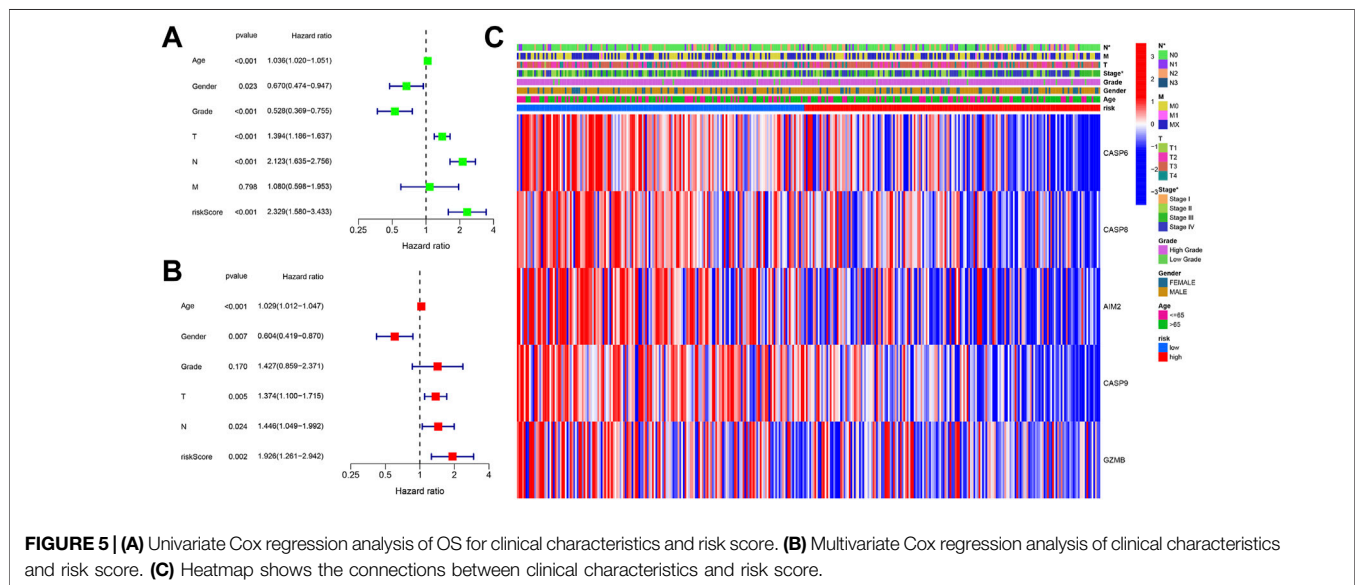 A
pvalue Hazard ratio
Age <0.001 1.036(1.020−1.051)
Gender 0.023 0.670(0.474−0.947)
Grade <0.001 0.528(0.369−0.755)
T <0.001 1.394(1.186−1.637)
N <0.001 2.123(1.635−2.756)
M 0.798 1.080(0.598−1.953)
riskScore <0.001 2.329(1.580−3.433)
0.25 0.5 1 2 4
Hazard ratio
B
pvalue Hazard ratio
Age <0.001 1.029(1.012−1.047)
Gender 0.007 0.604(0.419−0.870)
Grade 0.170 1.427(0.859−2.371)
T 0.005 1.374(1.100−1.715)
N 0.024 1.446(1.049−1.992)
riskScore 0.002 1.926(1.261−2.942)
0.25 0.5 1 2 4
Hazard ratio
C
N*
M
T
Stage*
Grade
Gender
Age
risk
CASP6
CASP8
AIM2
CASP9
GZMB
3
2
1
0
−1
−2
−3
N*
N0
N1
N2
N3
M
M0
M1
MX
T
T1
T2
T3
T4
Stage*
Stage I
Stage II
Stage III
Stage IV
Grade
High Grade
Low Grade
Gender
FEMALE
MALE
Age
<=65
>65
risk
low
high
FIGURE 5 | (A) Univariate Cox regression analysis of OS for clinical characteristics and risk score. (B) Multivariate Cox regression analysis of clinical characteristics
and risk score. (C) Heatmap shows the connections between clinical characteristics and risk score.